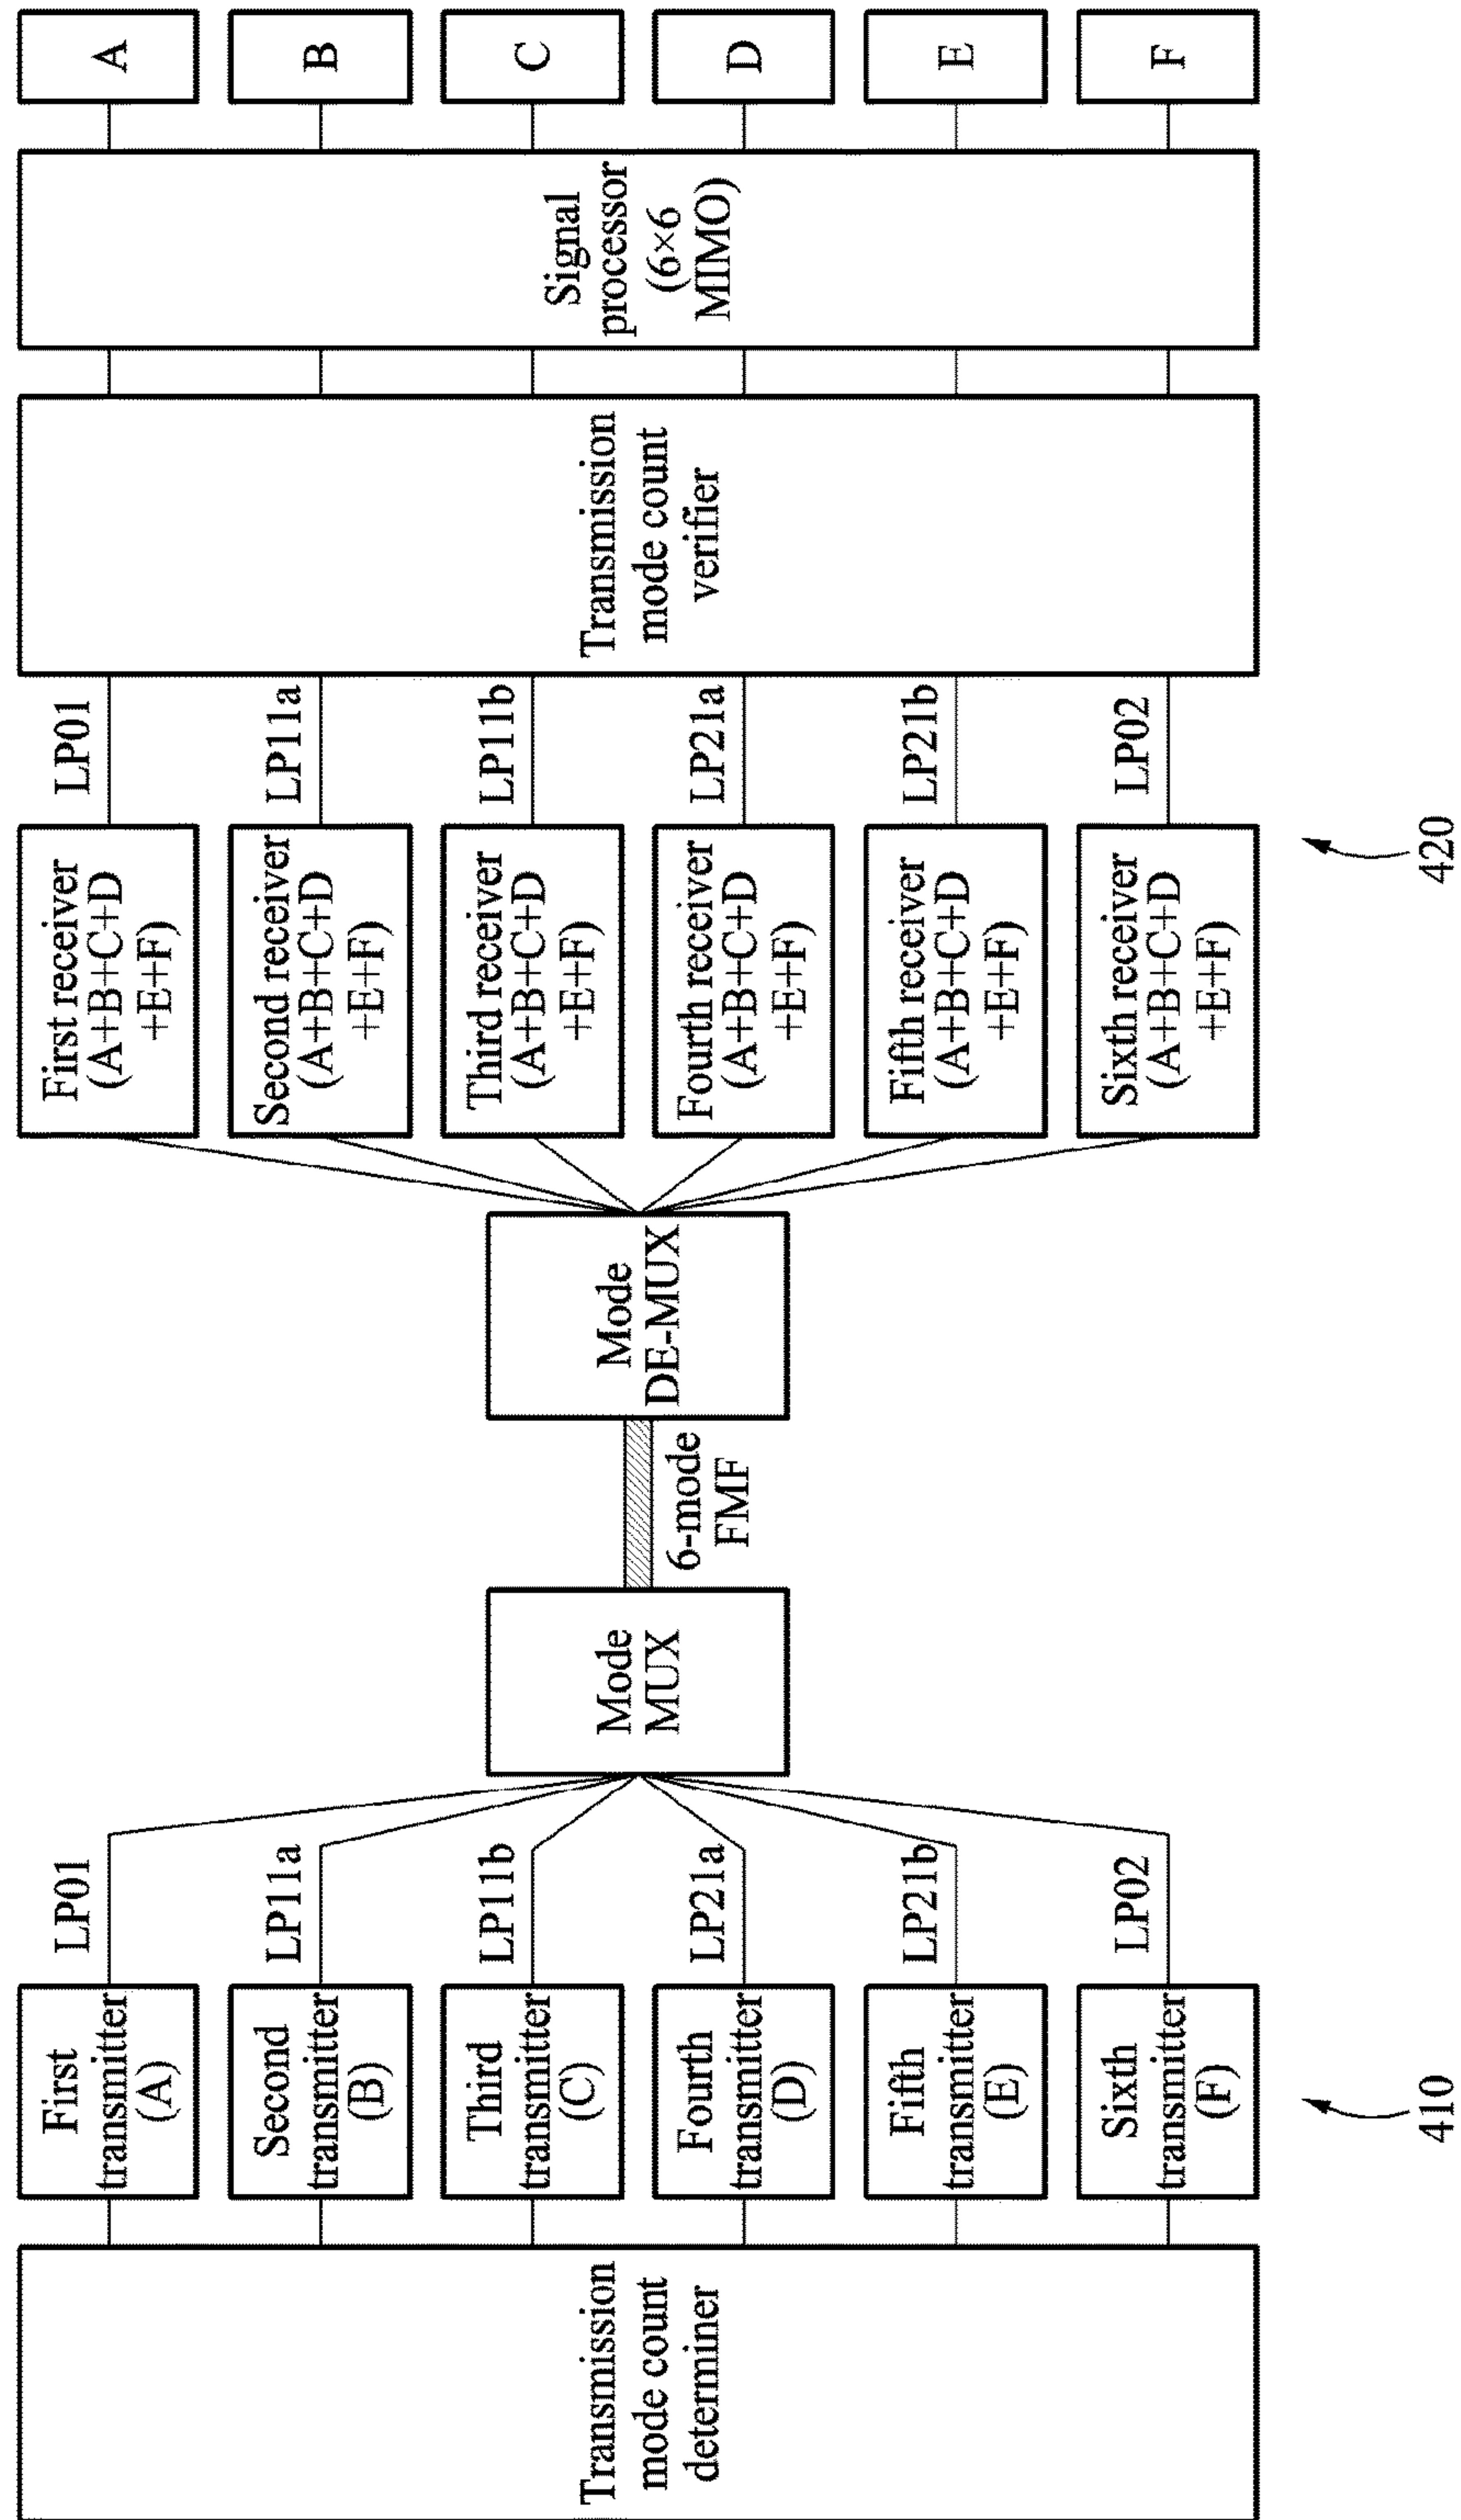 Transmission
mode count
determiner
First
transmitter
(A)
Second
transmitter
(B)
Third
transmitter
(C)
Fourth
transmitter
(D)
Fifth
transmitter
(E)
Sixth
transmitter
(F)
410
LP01
LP11a
LP11b
LP21a
LP21b
LP02
Mode
MUX
6-mode
FMF
Mode
DE-MUX
First receiver
(A+B+C+D
+E+F)
Second receiver
(A+B+C+D
+E+F)
Third receiver
(A+B+C+D
+E+F)
Fourth receiver
(A+B+C+D
+E+F)
Fifth receiver
(A+B+C+D
+E+F)
Sixth receiver
(A+B+C+D
+E+F)
420
LP01
LP11a
LP11b
LP21a
LP21b
LP02
Transmission
mode count
verifier
Signal
processor
(6×6
MIMO)
A
B
C
D
E
F